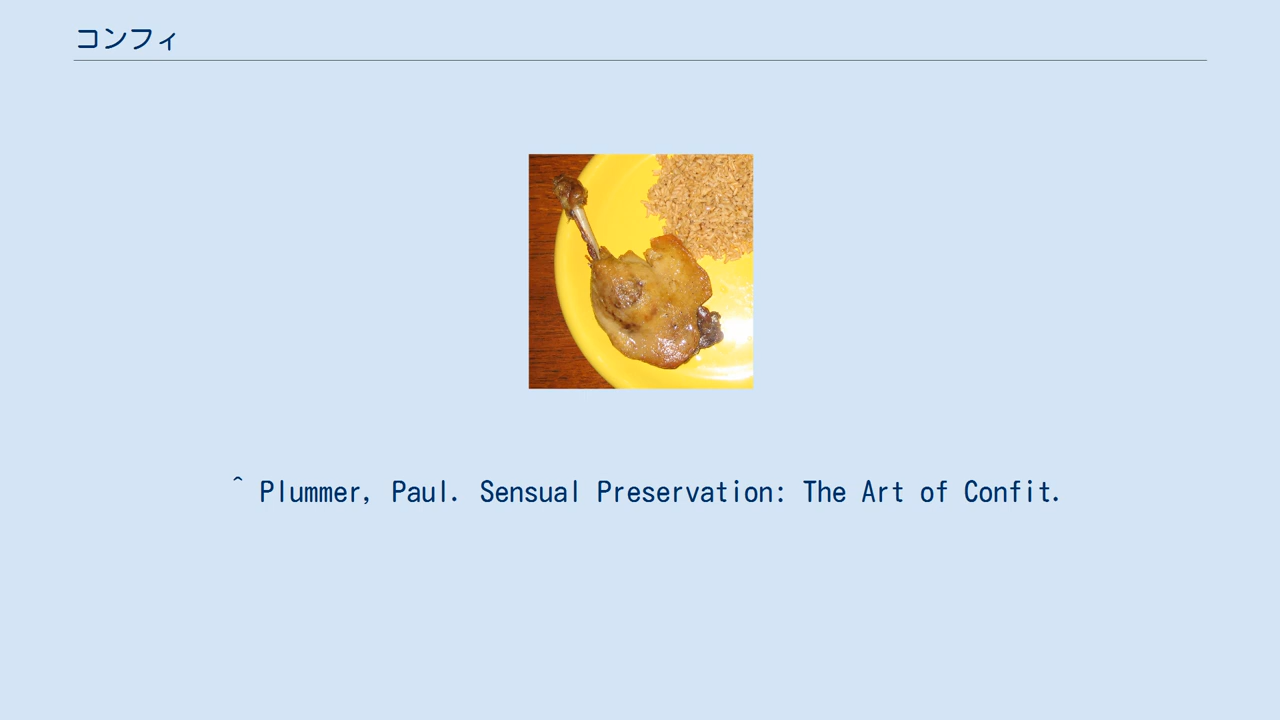 コンフィ
^ Plummer, Paul. Sensual Preservation: The Art of Confit.